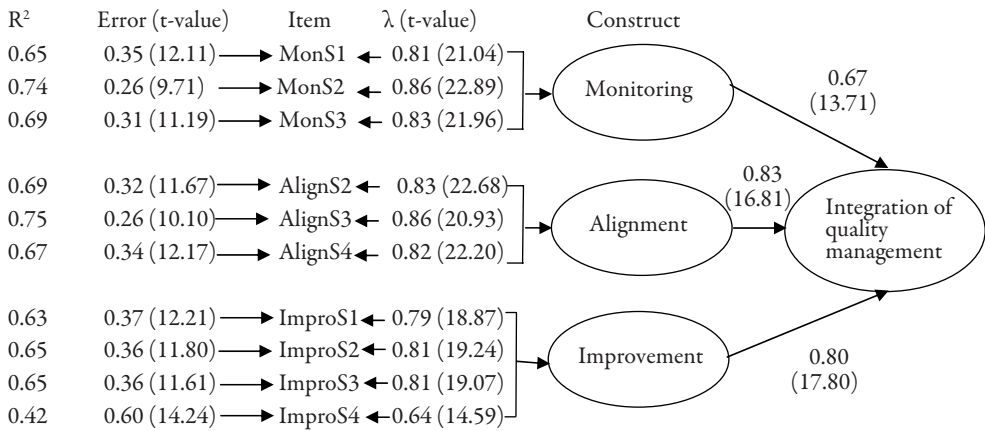 R² Error (t-value) Item λ (t-value) Construct
0.65 0.35 (12.11) MonS1 0.81 (21.04)
0.74 0.26 (9.71) MonS2 0.86 (22.89)
0.69 0.31 (11.19) MonS3 0.83 (21.96)
Monitoring
0.67
(13.71)
0.69 0.32 (11.67) AlignS2 0.83 (22.68)
0.75 0.26 (10.10) AlignS3 0.86 (20.93)
0.67 0.34 (12.17) AlignS4 0.82 (22.20)
Alignment
0.83
(16.81)
Integration of
quality
management
0.63 0.37 (12.21) ImproS1 0.79 (18.87)
0.65 0.36 (11.80) ImproS2 0.81 (19.24)
0.65 0.36 (11.61) ImproS3 0.81 (19.07)
0.42 0.60 (14.24) ImproS4 0.64 (14.59)
Improvement
0.80
(17.80)